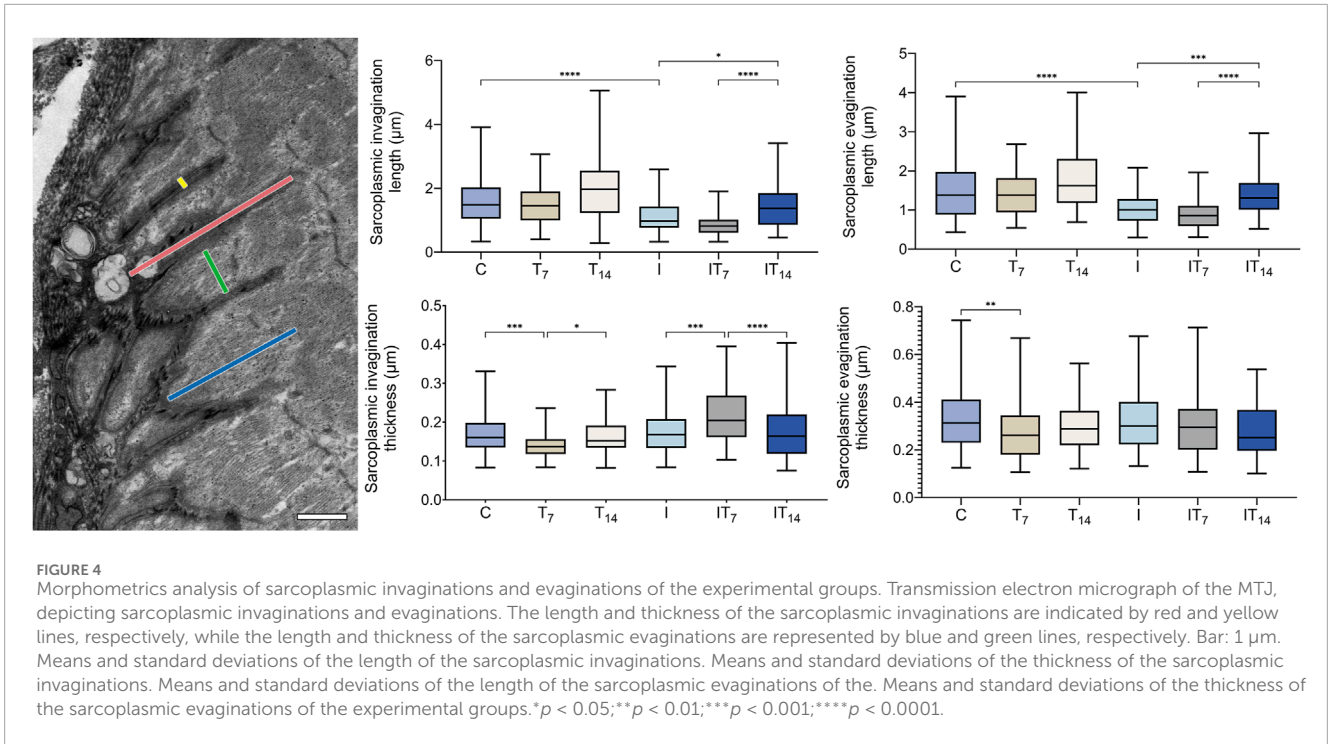 Sarcoplasmic invagination
length (µm)
6
4
2
0
****
*
****
C
T₇
T₁₄
I
IT₇
IT₁₄
Sarcoplasmic evagination
length (µm)
5
4
3
2
1
0
****
***
****
C
T₇
T₁₄
I
IT₇
IT₁₄
Sarcoplasmic invagination
thickness (µm)
0.5
0.4
0.3
0.2
0.1
0.0
***
*
***
****
C
T₇
T₁₄
I
IT₇
IT₁₄
Sarcoplasmic evagination
thickness (µm)
0.8
0.6
0.4
0.2
0.0
**
C
T₇
T₁₄
I
IT₇
IT₁₄
FIGURE 4
Morphometrics analysis of sarcoplasmic invaginations and evaginations of the experimental groups. Transmission electron micrograph of the MTJ,
depicting sarcoplasmic invaginations and evaginations. The length and thickness of the sarcoplasmic invaginations are indicated by red and yellow
lines, respectively, while the length and thickness of the sarcoplasmic evaginations are represented by blue and green lines, respectively. Bar: 1 µm.
Means and standard deviations of the length of the sarcoplasmic invaginations. Means and standard deviations of the thickness of the sarcoplasmic
invaginations. Means and standard deviations of the length of the sarcoplasmic evaginations of the. Means and standard deviations of the thickness of
the sarcoplasmic evaginations of the experimental groups.*p < 0.05;**p < 0.01;***p < 0.001;****p < 0.0001.